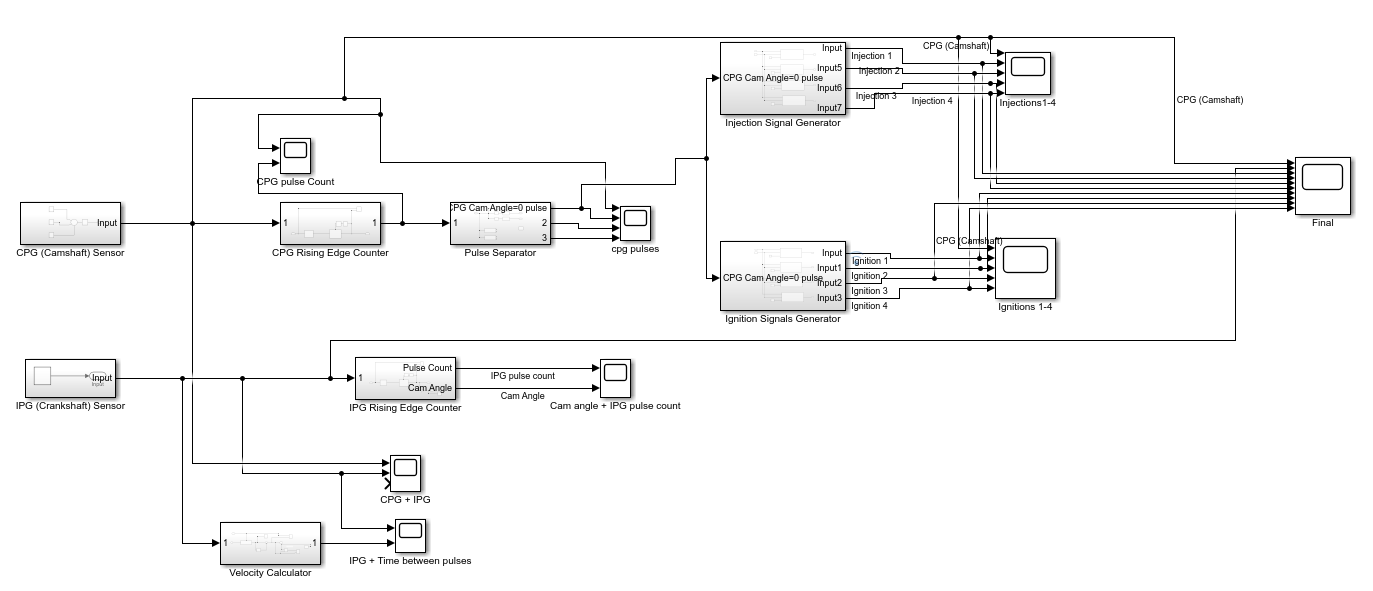 CPG (Camshaft)
Input
Injection 1
CPG Cam Angle=0 pulse
Input5
Injection 2
Input6
Injection 3
Injection 4
Input7
Injection Signal Generator
Injections1-4
CPG (Camshaft)
CPG pulse Count
Input
CPG (Camshaft) Sensor
1
1
CPG Rising Edge Counter
CPG Cam Angle=0 pulse
1
2
3
Pulse Separator
cpg pulses
Final
CPG (Camshaft)
Input
Ignition 1
Input1
CPG Cam Angle=0 pulse
Ignition 2
Input2
Ignition 3
Input3
Ignition 4
Ignition Signals Generator
Ignitions 1-4
Input
Input
IPG (Crankshaft) Sensor
1
Pulse Count
Cam Angle
IPG Rising Edge Counter
IPG pulse count
Cam Angle
Cam angle + IPG pulse count
CPG + IPG
1
1
Velocity Calculator
IPG + Time between pulses